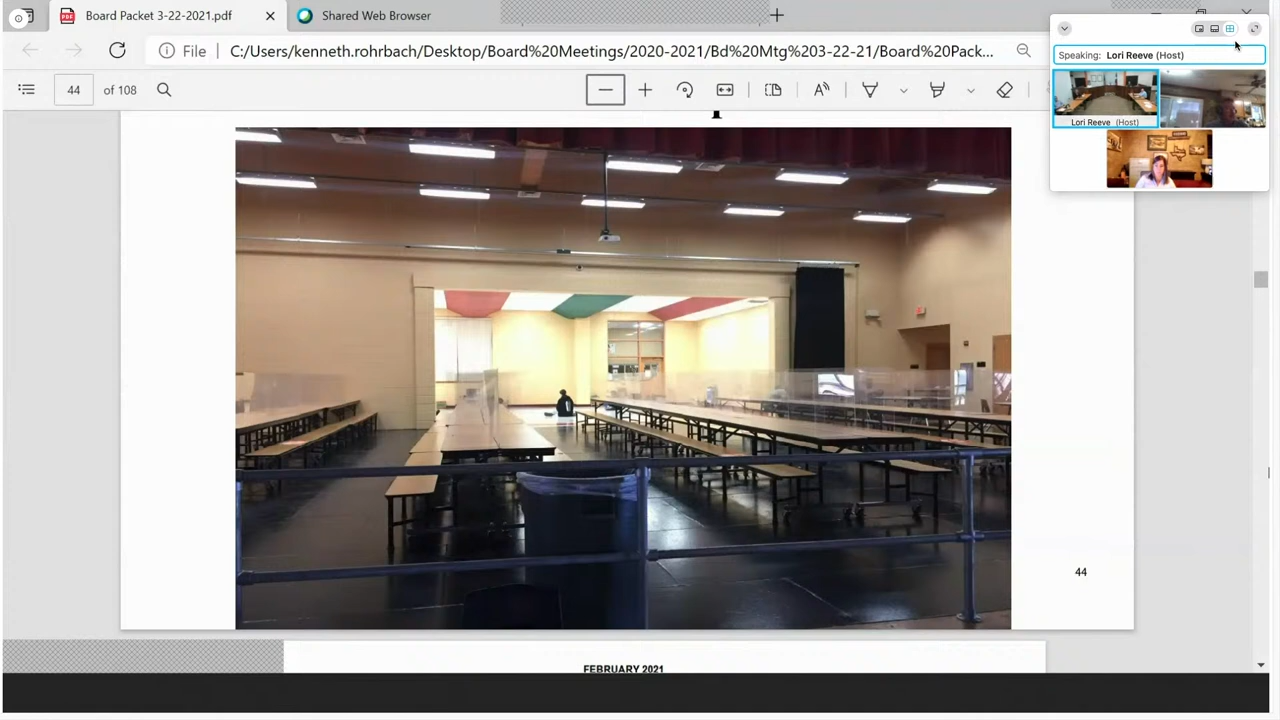 Board Packet 3-22-2021.pdf
Shared Web Browser
File
C:/Users/kenneth.rohrbach/Desktop/Board%20Meetings/2020-2021/Bd%20Mtg%203-22-21/Board%20Pack...
44
of 108
Speaking: Lori Reeve (Host)
Lori Reeve (Host)
44
FEBRUARY 2021